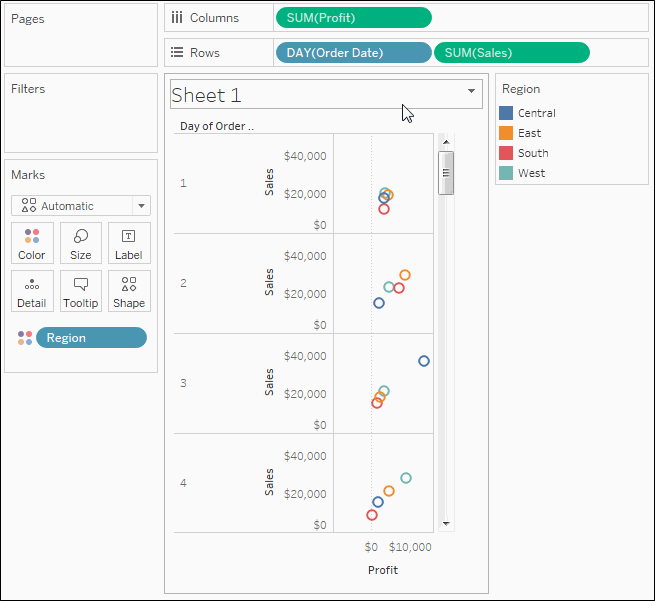 Pages
Columns
SUM(Profit)
Rows
DAY(Order Date)
SUM(Sales)
Filters
Marks
Automatic
Color
Size
Label
Detail
Tooltip
Shape
Region
Sheet 1
Day of Order ..
1
Sales
$40,000
$20,000
$0
2
Sales
$40,000
$20,000
$0
3
Sales
$40,000
$20,000
$0
4
Sales
$40,000
$20,000
$0
$0
$10,000
Profit
Region
Central
East
South
West